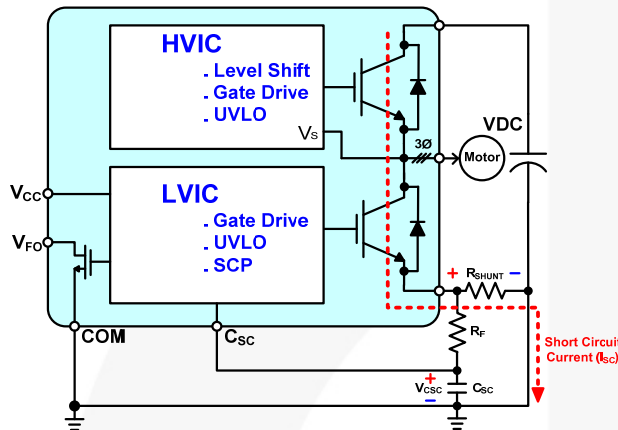 HVIC
. Level Shift
. Gate Drive
. UVLO
VS
3Ø
VDC
Motor
LVIC
. Gate Drive
. UVLO
. SCP
VCC
VFO
COM
CSC
+ RSHUNT −
RF
+
VCSC
−
CSC
Short Circuit
Current (ISC)